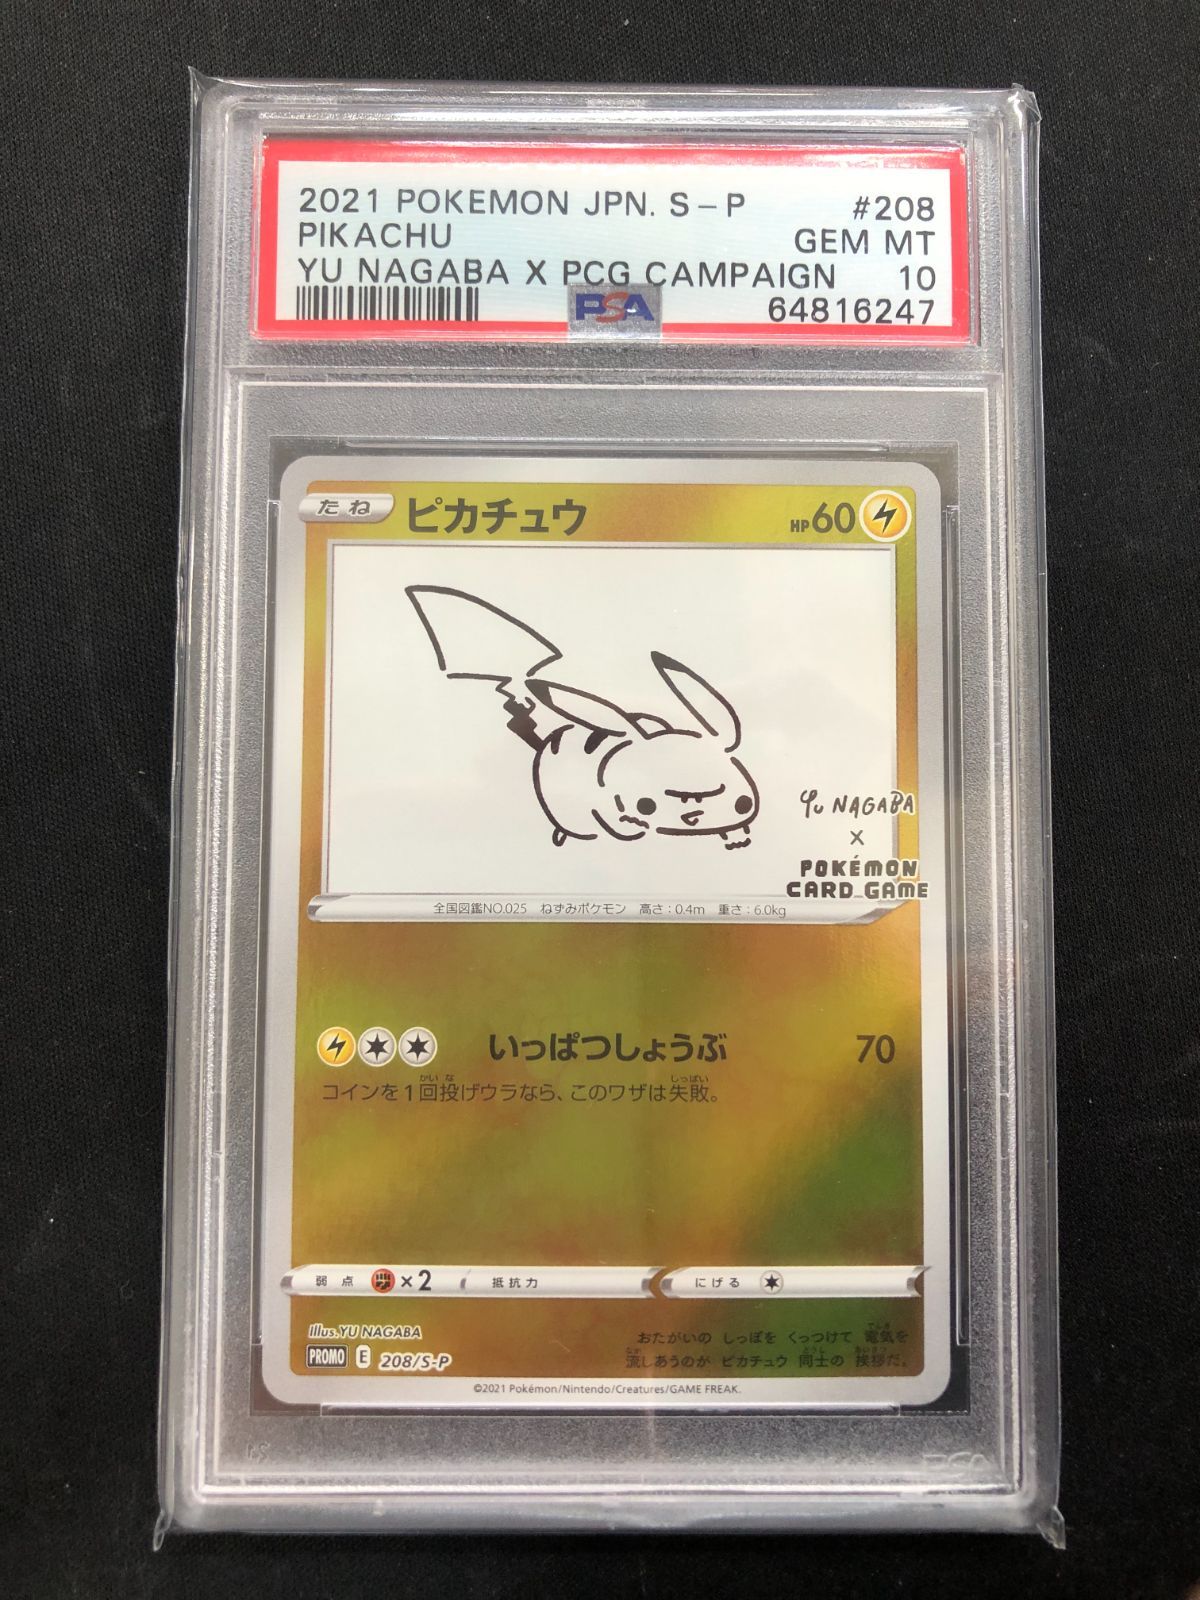 2021 POKEMON JPN. S-P #208
PIKACHU GEM MT
YU NAGABA X PCG CAMPAIGN 10
PSA 64816247
たね ピカチュウ HP60
YU NAGABA
X
POKÉMON
CARD GAME
全国図鑑NO.025 ねずみポケモン 高さ:0.4m 重さ:6.0kg
いっぱつしょうぶ 70
コインを1回投げウラなら、このワザは失敗。
弱点 ×2 抵抗力 にげる
Illus.YU NAGABA
PROMO E 208/S-P
おたがいの しっぽを くっつけて 電気を
流しあうのが ピカチュウ 同士の 挨拶だ。
©2021 Pokémon/Nintendo/Creatures/GAME FREAK.